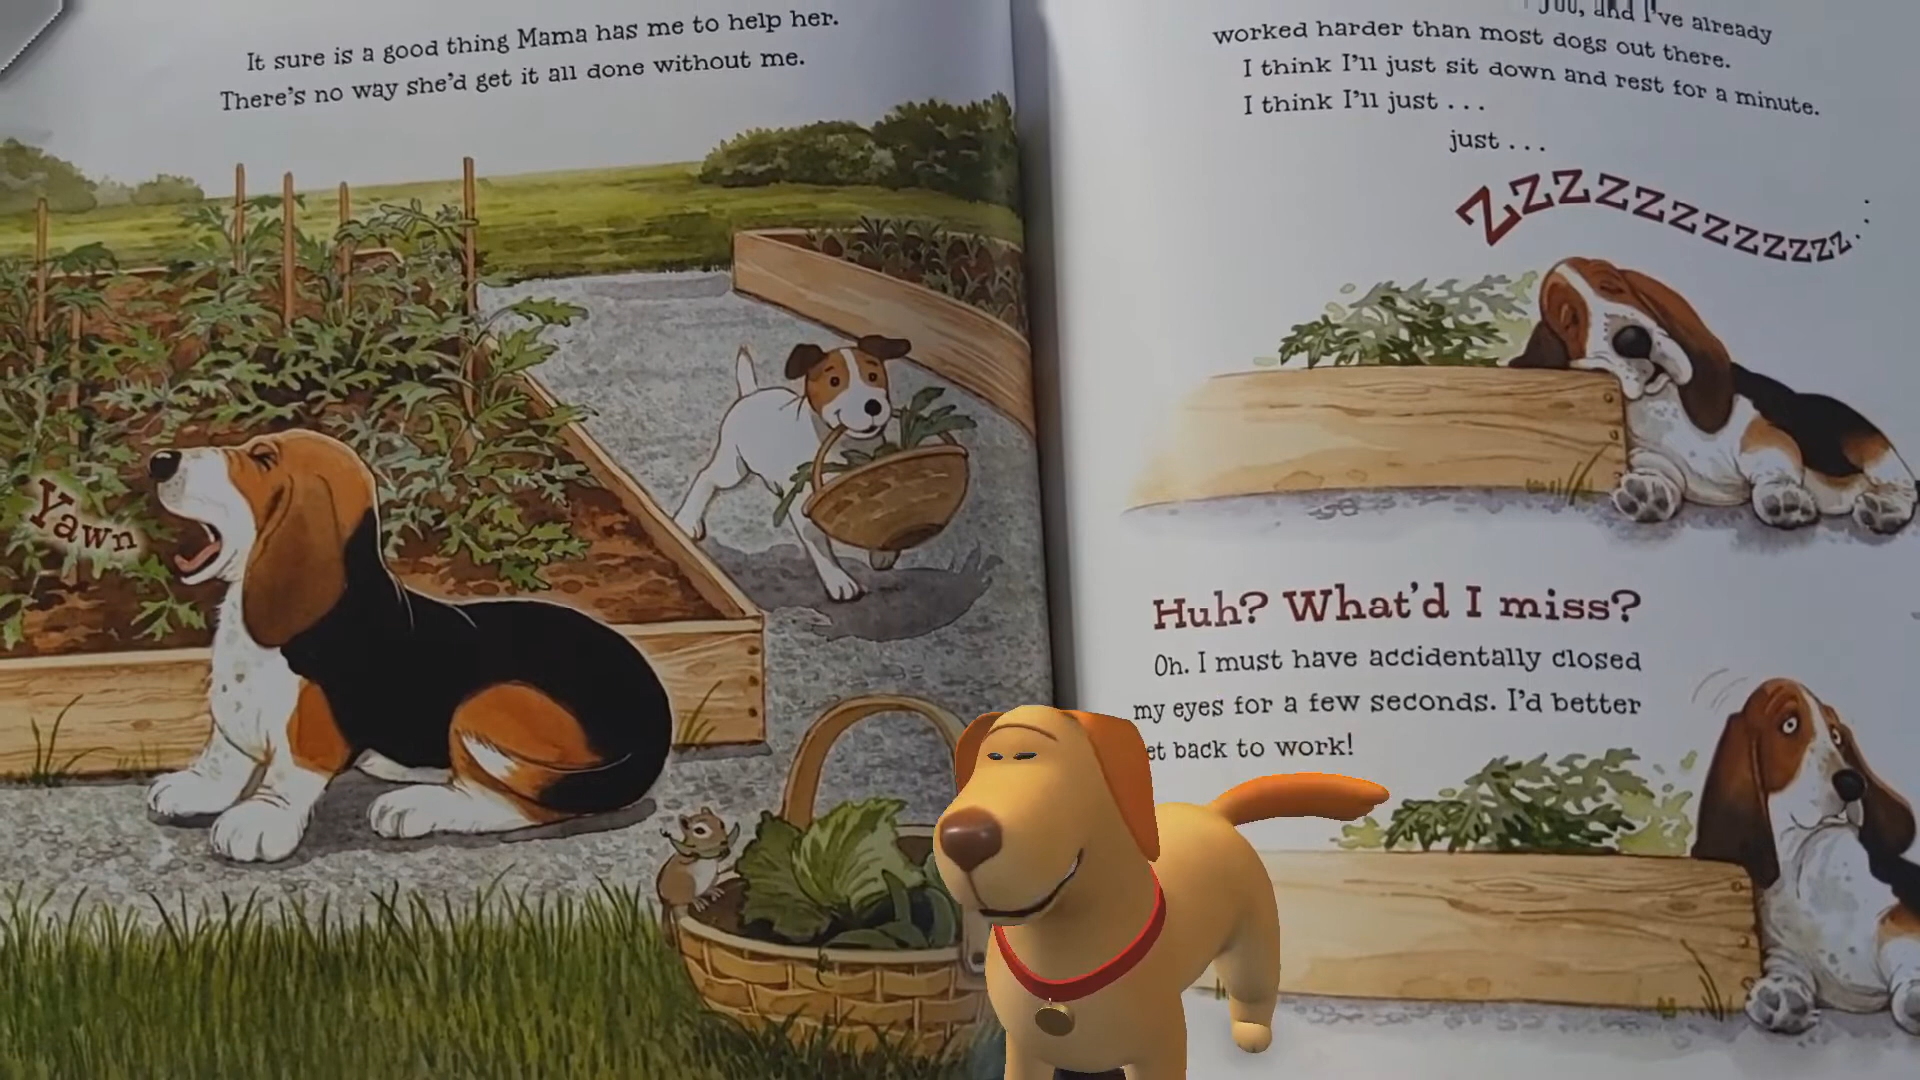 It sure is a good thing Mama has me to help her.
There's no way she'd get it all done without me.
Yawn
and I've already
worked harder than most dogs out there.
I think I'll just sit down and rest for a minute.
I think I'll just . . .
just . . .
Zzzzzzzzzzzzz. . .
Huh? What'd I miss?
Oh. I must have accidentally closed
my eyes for a few seconds. I'd better
back to work!